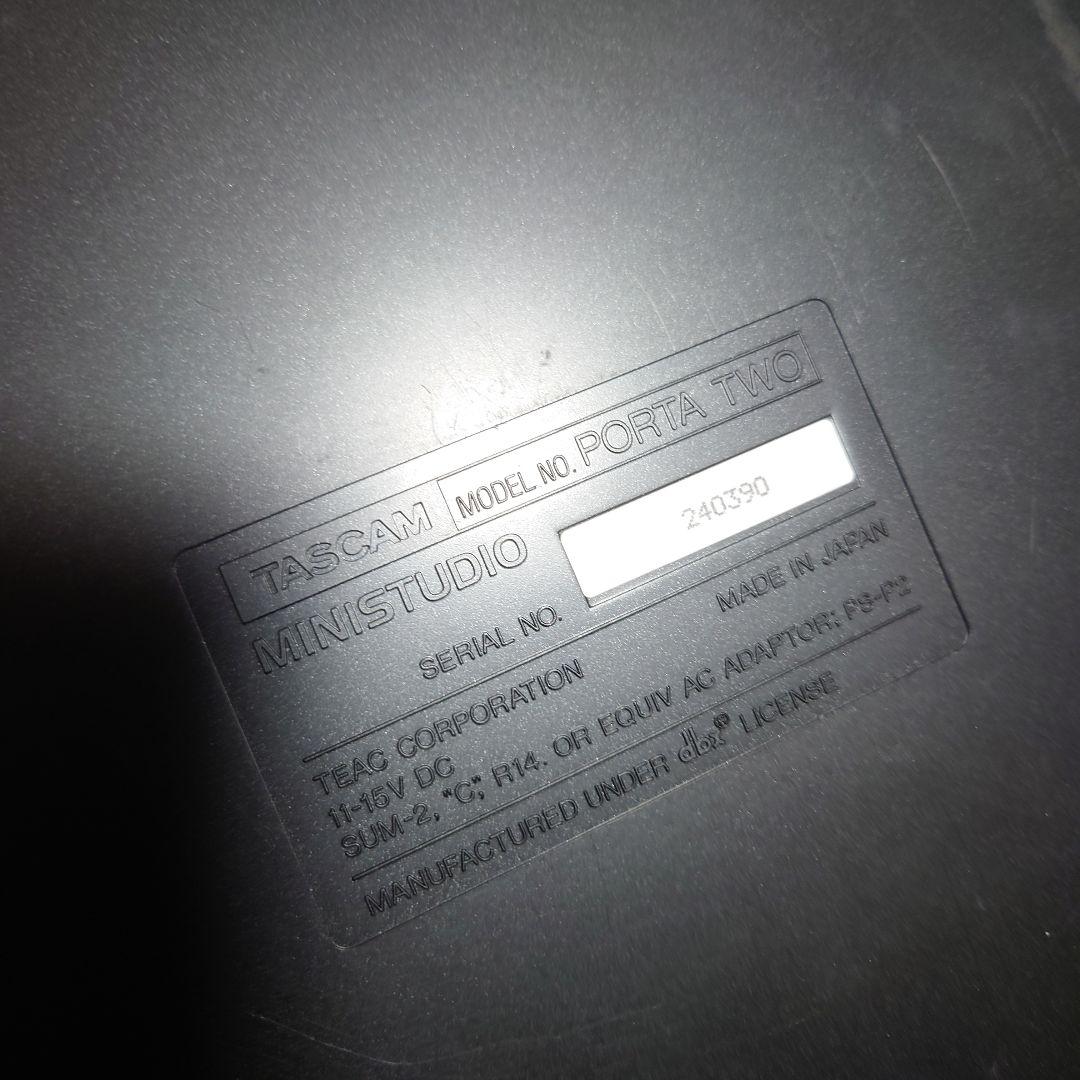 TASCAM MODEL NO. PORTA TWO
MINISTUDIO
SERIAL NO. 240390
TEAC CORPORATION MADE IN JAPAN
11-15V DC
SUM-2, "C", R14. OR EQUIV AC ADAPTOR: PS-P2
MANUFACTURED UNDER dbx® LICENSE